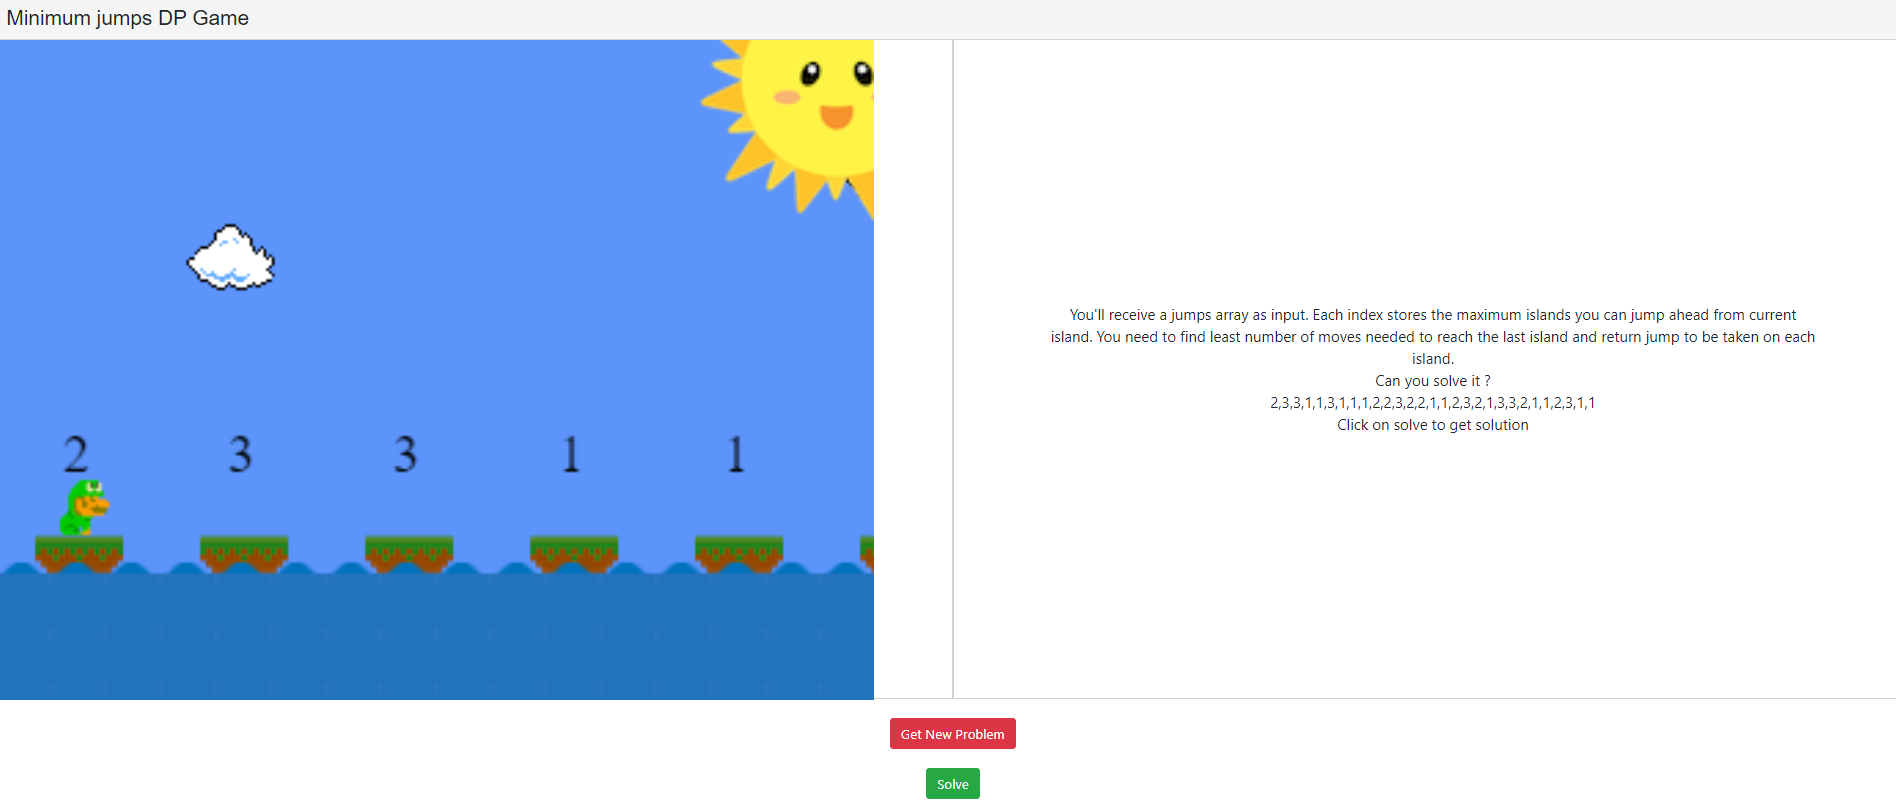 Minimum jumps DP Game
2 3 3 1 1
You'll receive a jumps array as input. Each index stores the maximum islands you can jump ahead from current
island. You need to find least number of moves needed to reach the last island and return jump to be taken on each
island.
Can you solve it ?
2,3,3,1,1,3,1,1,1,2,2,3,2,2,1,1,2,3,2,1,3,3,2,1,1,2,3,1,1
Click on solve to get solution
Get New Problem
Solve